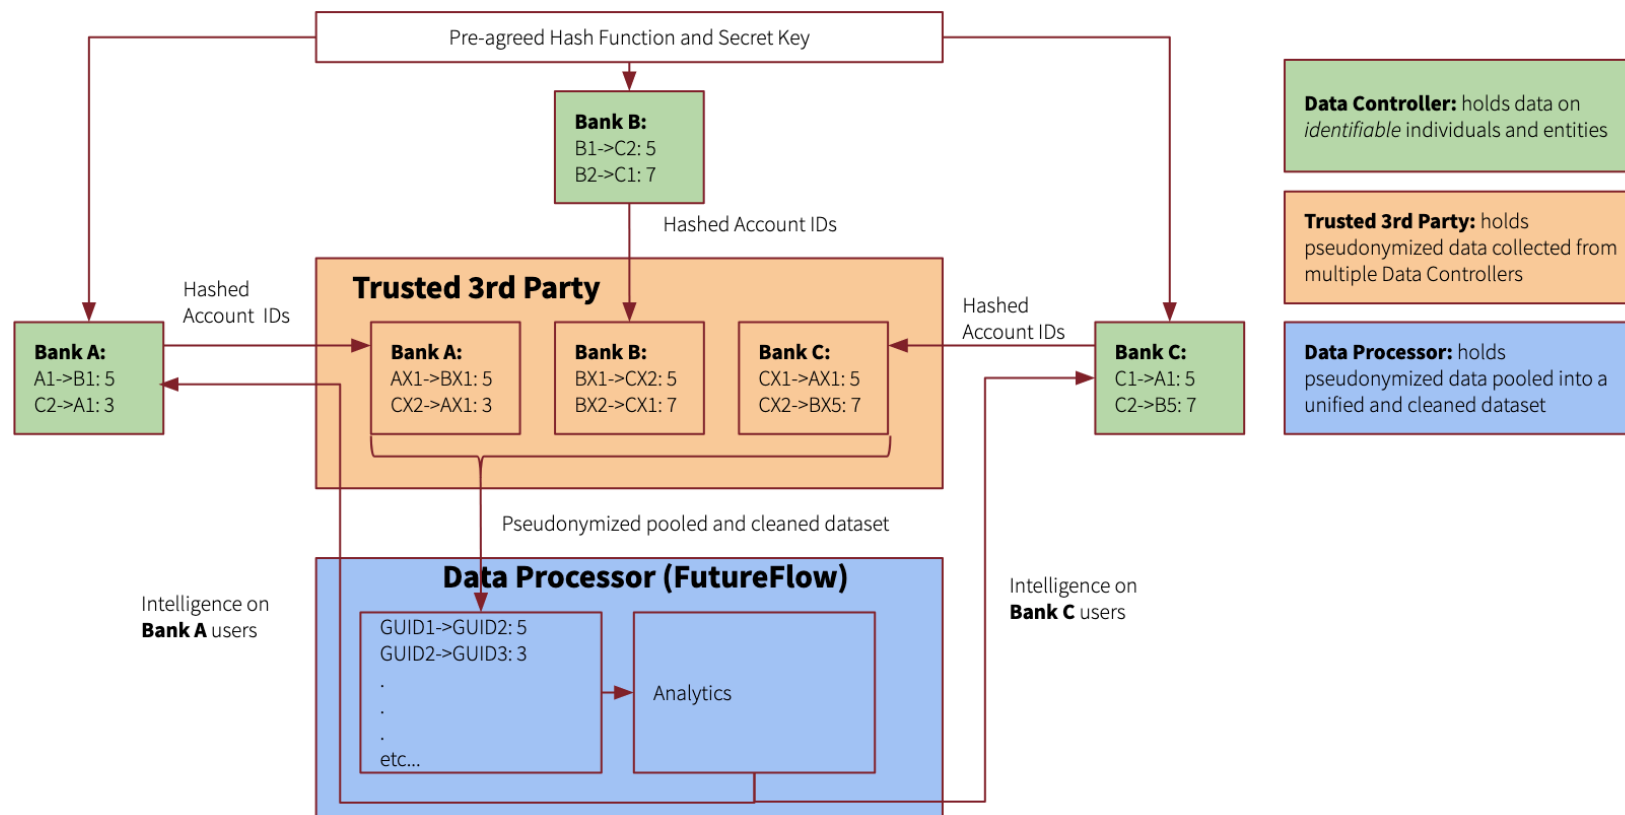 Pre-agreed Hash Function and Secret Key
Bank B:
B1->C2: 5
B2->C1: 7
Hashed Account IDs
Trusted 3rd Party
Hashed
Account IDs
Bank A:
A1->B1: 5
C2->A1: 3
Bank A:
AX1->BX1: 5
CX2->AX1: 3
Bank B:
BX1->CX2: 5
BX2->CX1: 7
Bank C:
CX1->AX1: 5
CX2->BX5: 7
Hashed
Account IDs
Bank C:
C1->A1: 5
C2->B5: 7
Pseudonymized pooled and cleaned dataset
Data Processor (FutureFlow)
GUID1->GUID2: 5
GUID2->GUID3: 3
.
.
.
etc...
Analytics
Intelligence on
Bank A users
Intelligence on
Bank C users
Data Controller: holds data on
identifiable individuals and entities
Trusted 3rd Party: holds
pseudonymized data collected from
multiple Data Controllers
Data Processor: holds
pseudonymized data pooled into a
unified and cleaned dataset